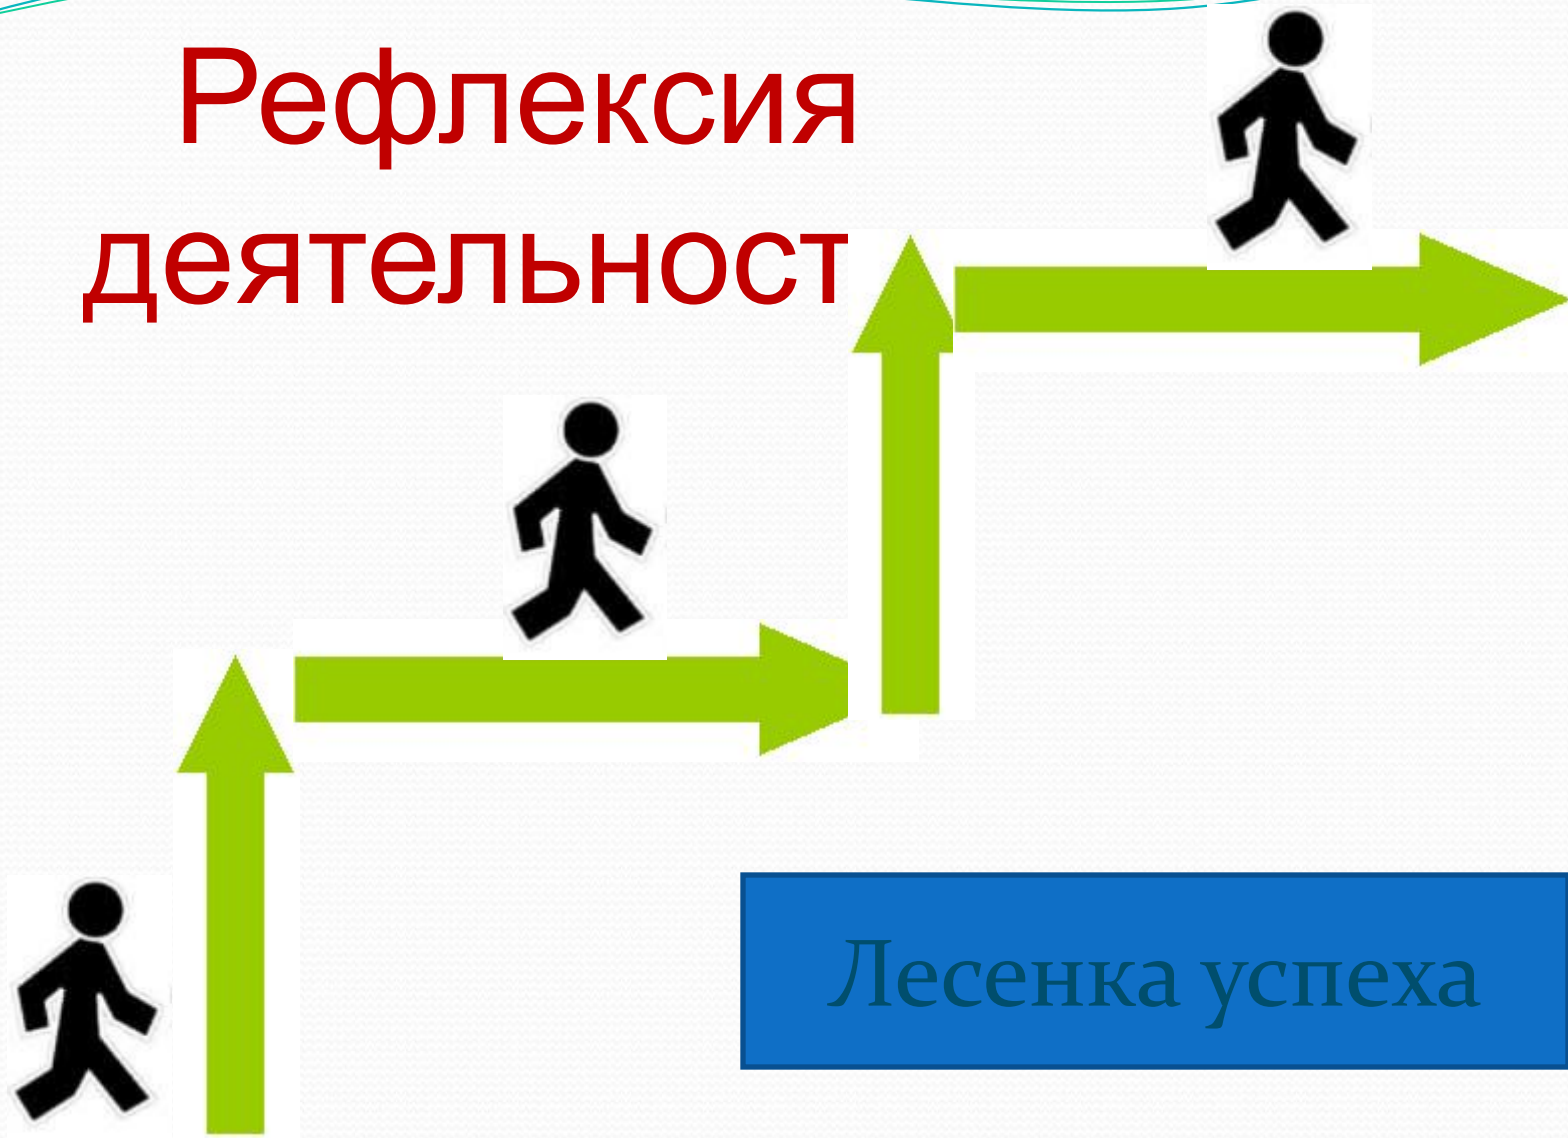 Рефлексия
деятельност
Лесенка успеха